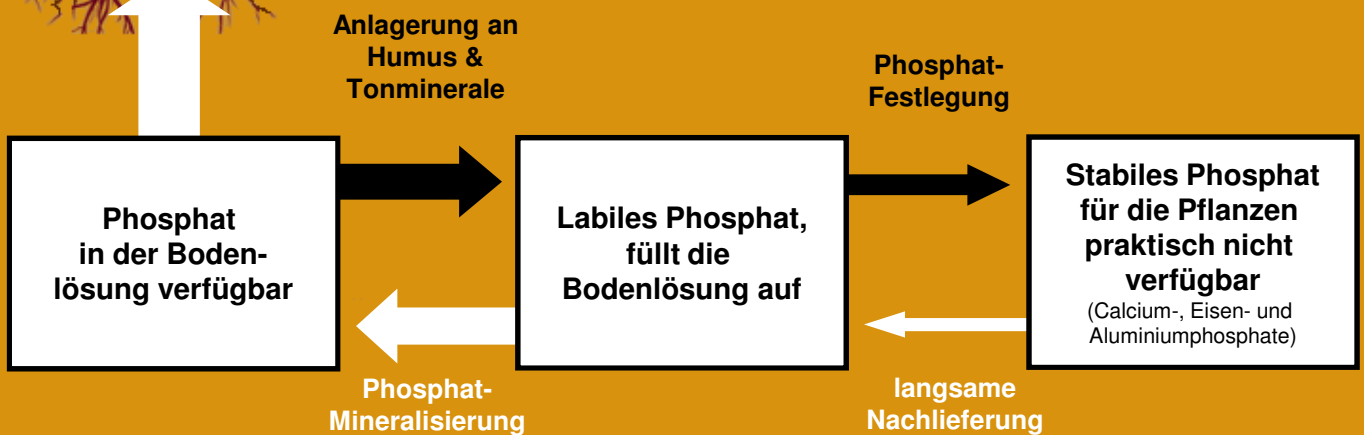 Anlagerung an
Humus &
Tonminerale
Phosphat-
Festlegung
Phosphat
in der Boden-
lösung verfügbar
Labiles Phosphat,
füllt die
Bodenlösung auf
Stabiles Phosphat
für die Pflanzen
praktisch nicht
verfügbar
(Calcium-, Eisen- und
Aluminiumphosphate)
Phosphat-
Mineralisierung
langsame
Nachlieferung